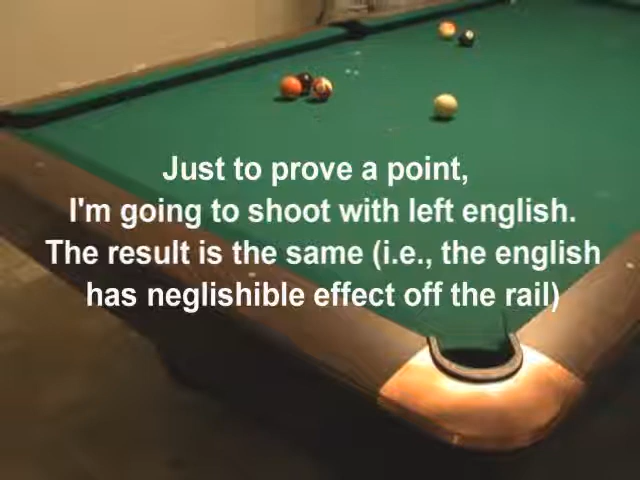 Just to prove a point,
I'm going to shoot with left english.
The result is the same (i.e., the english
has neglishible effect off the rail)